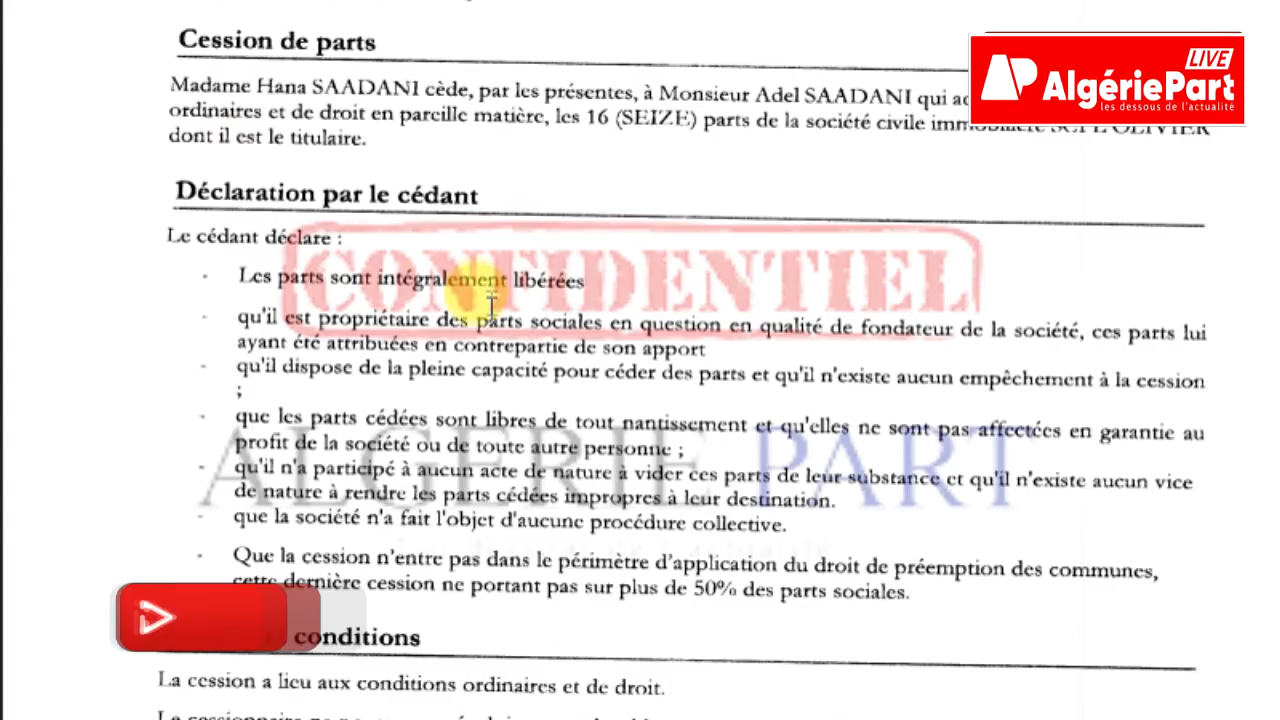 Cession de parts
Madame Hana SAADANI cède, par les présentes, à Monsieur Adel SAADANI qui
ordinaires et de droit en pareille matière, les 16 (SEIZE) parts de la société civile immobilière SCI L'OLIVIER
dont il est le titulaire.
LIVE
AP AlgériePart
les dessous de l'actualité
Déclaration par le cédant
Le cédant déclare :
CONFIDENTIEL
- Les parts sont intégralement libérées
- qu'il est propriétaire des parts sociales en question en qualité de fondateur de la société, ces parts lui
ayant été attribuées en contrepartie de son apport
- qu'il dispose de la pleine capacité pour céder des parts et qu'il n'existe aucun empêchement à la cession
;
- que les parts cédées sont libres de tout nantissement et qu'elles ne sont pas affectées en garantie au
profit de la société ou de toute autre personne ;
ALGERIE PART
- qu'il n'a participé à aucun acte de nature à vider ces parts de leur substance et qu'il n'existe aucun vice
de nature à rendre les parts cédées impropres à leur destination.
- que la société n'a fait l'objet d'aucune procédure collective.
- Que la cession n'entre pas dans le périmètre d'application du droit de préemption des communes,
cette dernière cession ne portant pas sur plus de 50% des parts sociales.
conditions
La cession a lieu aux conditions ordinaires et de droit.